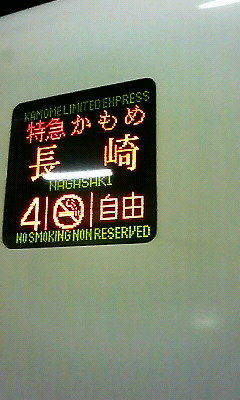 KAMOME LIMITED EXPRESS
特急かもめ
長崎
NAGASAKI
4 自由
NO SMOKING NON RESERVED